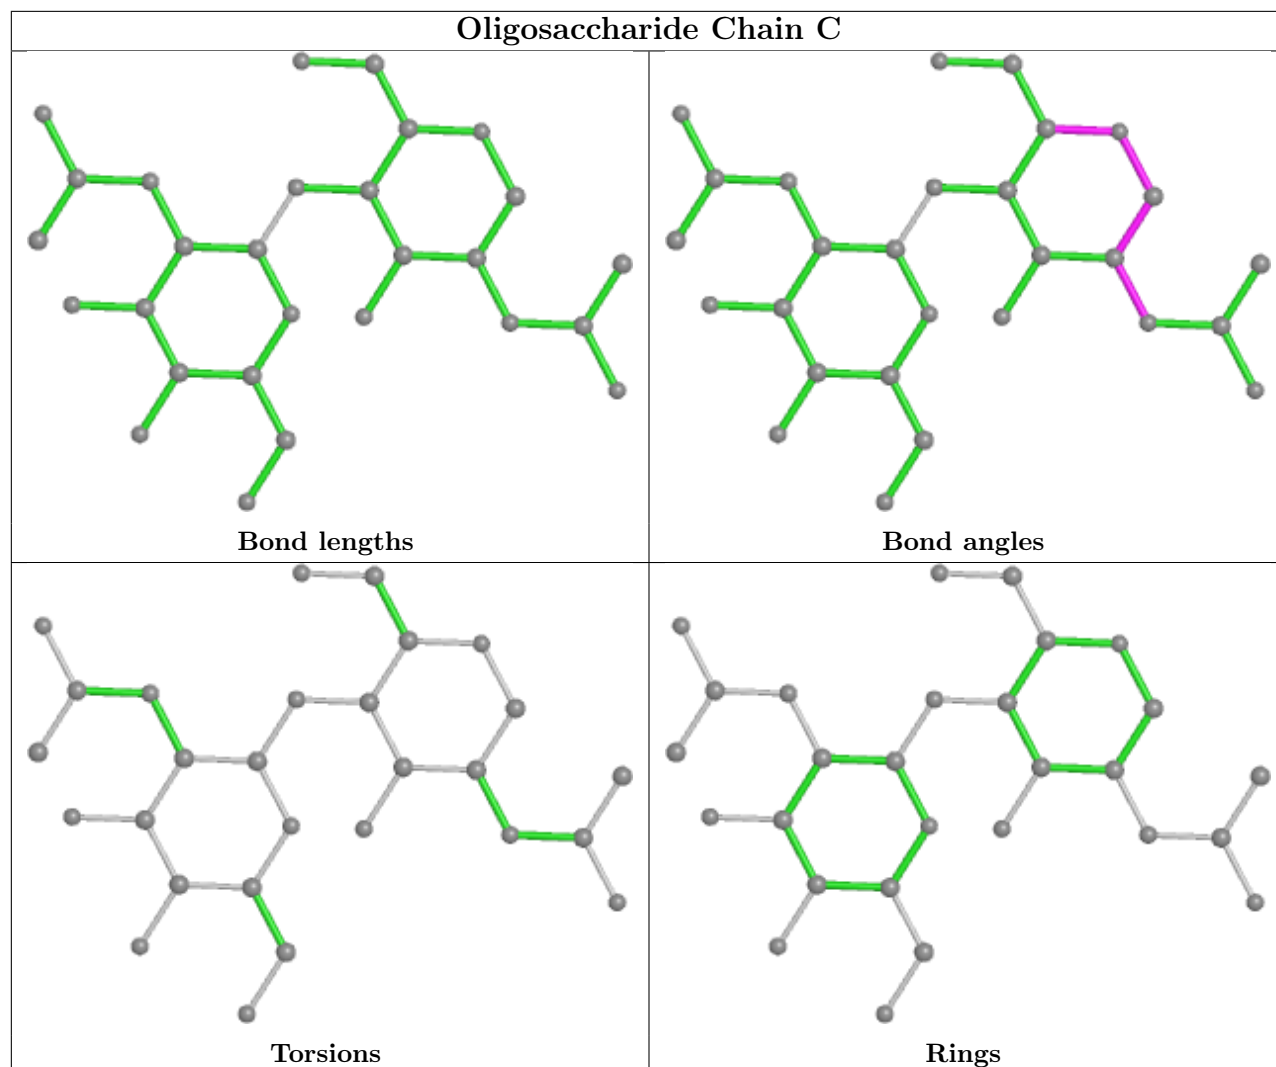 Oligosaccharide Chain C
Bond lengths
Bond angles
Torsions
Rings